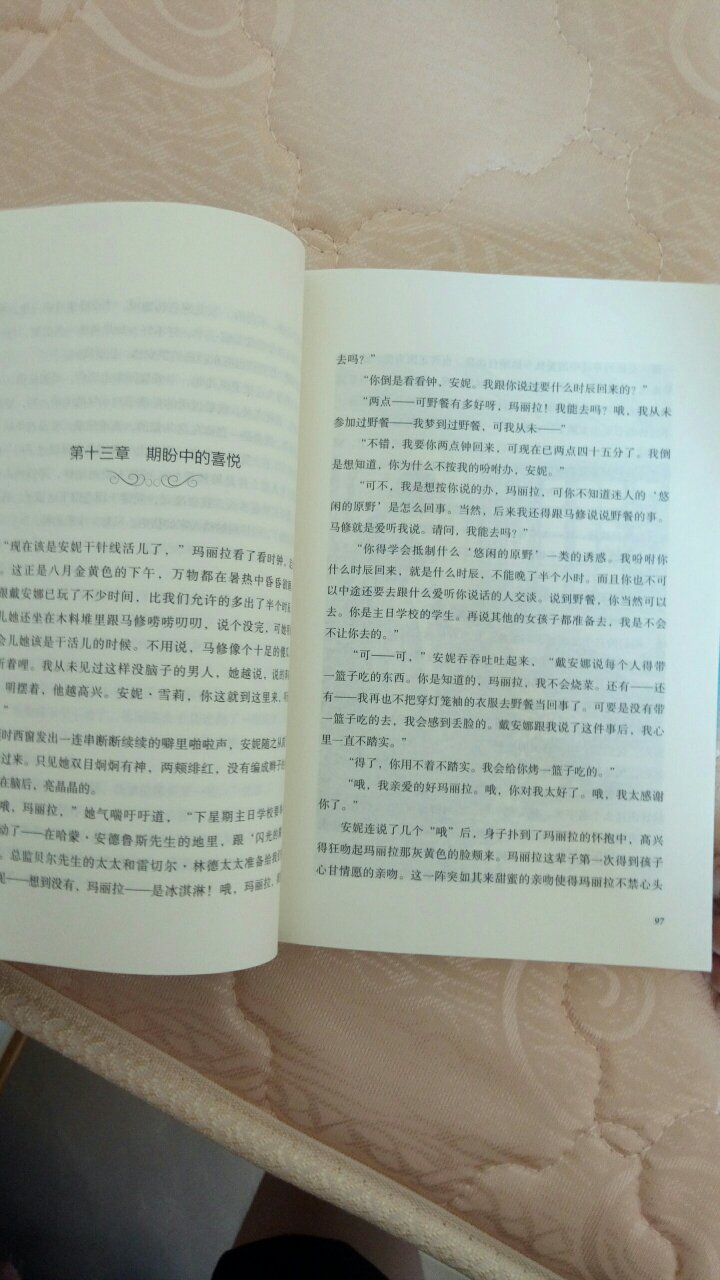 第十三章 期盼中的喜悦
“现在该是安妮干针线活儿了，”玛丽拉看了看时钟，
。这正是八月金黄色的下午，万物都在暑热中昏昏
跟戴安娜已玩了不少时间，比我们允许的多出了半个时
儿她还坐在木料堆里跟马修唠唠叨叨，说个没完，可
会儿她该是干活儿的时候。不用说，马修像个十足的傻
听着哩。我从未见过这样没脑子的男人，她越说，说的
明摆着，他越高兴。安妮·雪莉，你这就到这里来，
”
时西窗发出一连串断断续续的噼里啪啦声，安妮随之从
过来。只见她双目炯炯有神，两颊绯红，没有编成辫子
在脑后，亮晶晶的。
哦，玛丽拉，”她气喘吁吁道，“下星期主日学校要
动了——在哈蒙·安德鲁斯先生的地里，跟‘闪光的
。总监贝尔先生的太太和雷切尔·林德太太准备给我
呢——想到没有，玛丽拉——是冰淇淋！哦，玛丽拉，
去吗？”
“你倒是看看钟，安妮。我跟你说过要什么时辰回来的？”
“两点——可野餐有多好呀，玛丽拉！我能去吗？哦，我从未
参加过野餐——我梦到过野餐，可我从未——”
“不错，我要你两点钟回来，可现在已两点四十五分了。我倒
是想知道，你为什么不按我的吩咐办，安妮。”
“可不，我是想按你说的办，玛丽拉，可你不知道迷人的‘悠
闲的原野’是怎么回事。当然，后来我还得跟马修说说野餐的事。
马修就是爱听我说。请问，我能去吗？”
“你得学会抵制什么‘悠闲的原野’一类的诱惑。我吩咐你
什么时辰回来，就是什么时辰，不能晚了半个小时。而且你也不可
以中途还要去跟什么爱听你说话的人交谈。说到野餐，你当然可以
去。你是主日学校的学生。再说其他的女孩子都准备去，我是不会
不让你去的。”
“可——可，”安妮吞吞吐吐起来，“戴安娜说每个人得带
一篮子吃的东西。你是知道的，玛丽拉，我不会烧菜。还有——还
有——我再也不把穿灯笼袖的衣服去野餐当回事了。可要是没有带
一篮子吃的去，我会感到丢脸的。戴安娜跟我说了这件事后，我心
里一直不踏实。”
“得了，你用不着不踏实。我会给你烤一篮子吃的。”
“哦，我亲爱的好玛丽拉。哦，你对我太好了。哦，我太感谢
你了。”
安妮连说了几个“哦”后，身子扑到了玛丽拉的怀抱中，高兴
得狂吻起玛丽拉那灰黄色的脸颊来。玛丽拉这辈子第一次得到孩子
心甘情愿的亲吻。这一阵突如其来甜蜜的亲吻使得玛丽拉不禁心头
97